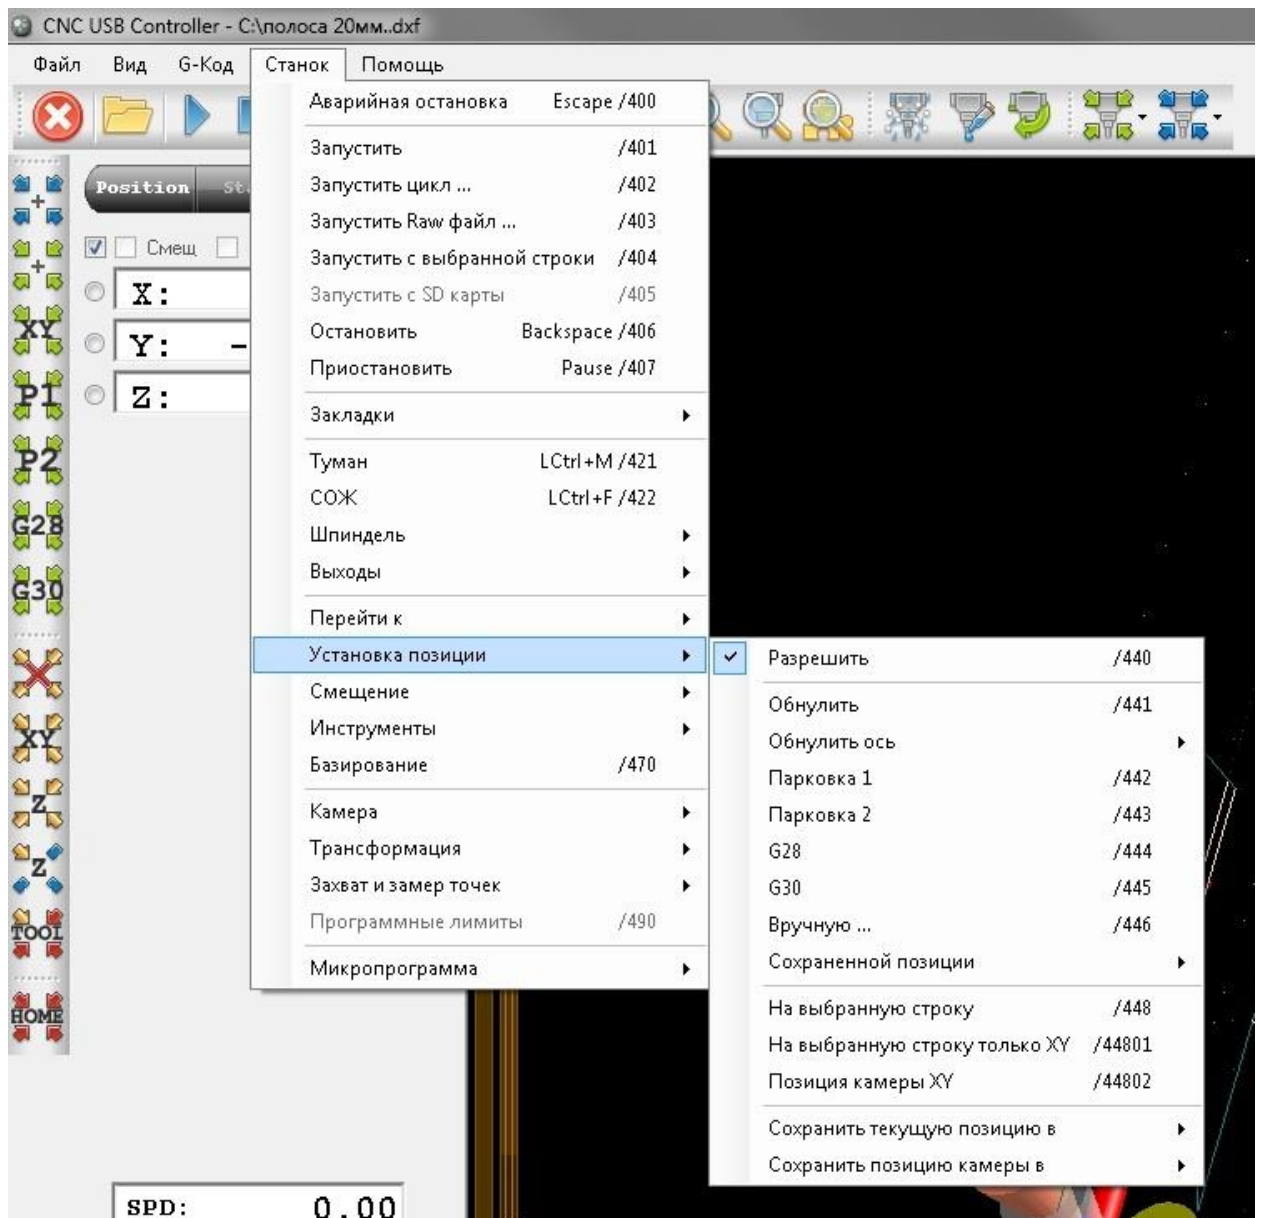 CNC USB Controller - C:\полоса 20мм..dxf
Файл Вид G-Код Станок Помощь
Аварийная остановка Escape /400
Запустить /401
Запустить цикл ... /402
Запустить Raw файл ... /403
Запустить с выбранной строки /404
Запустить с SD карты /405
Остановить Backspace /406
Приостановить Pause /407
Закладки
Туман LCtrl+M /421
СОЖ LCtrl+F /422
Шпиндель
Выходы
Перейти к
Установка позиции
Смещение
Инструменты
Базирование /470
Камера
Трансформация
Захват и замер точек
Программные лимиты /490
Микропрограмма
Разрешить /440
Обнулить /441
Обнулить ось
Парковка 1 /442
Парковка 2 /443
G28 /444
G30 /445
Вручную ... /446
Сохраненной позиции
На выбранную строку /448
На выбранную строку только XY /44801
Позиция камеры XY /44802
Сохранить текущую позицию в
Сохранить позицию камеры в
Position
Смещ
X:
Y: -
Z:
XY
P1
P2
G28
G30
XY
Z
Z
TOOL
HOME
SPD: 0.00